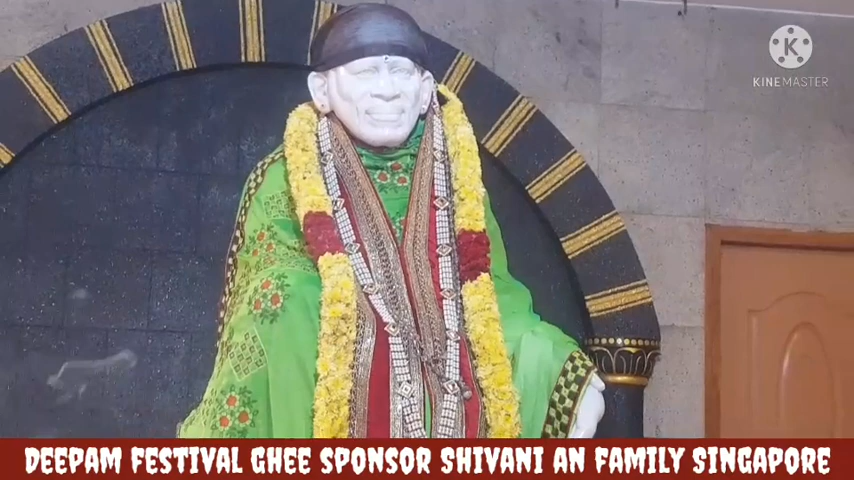 K
KINEMASTER
DEEPAM FESTIVAL GHEE SPONSOR SHIVANI AN FAMILY SINGAPORE